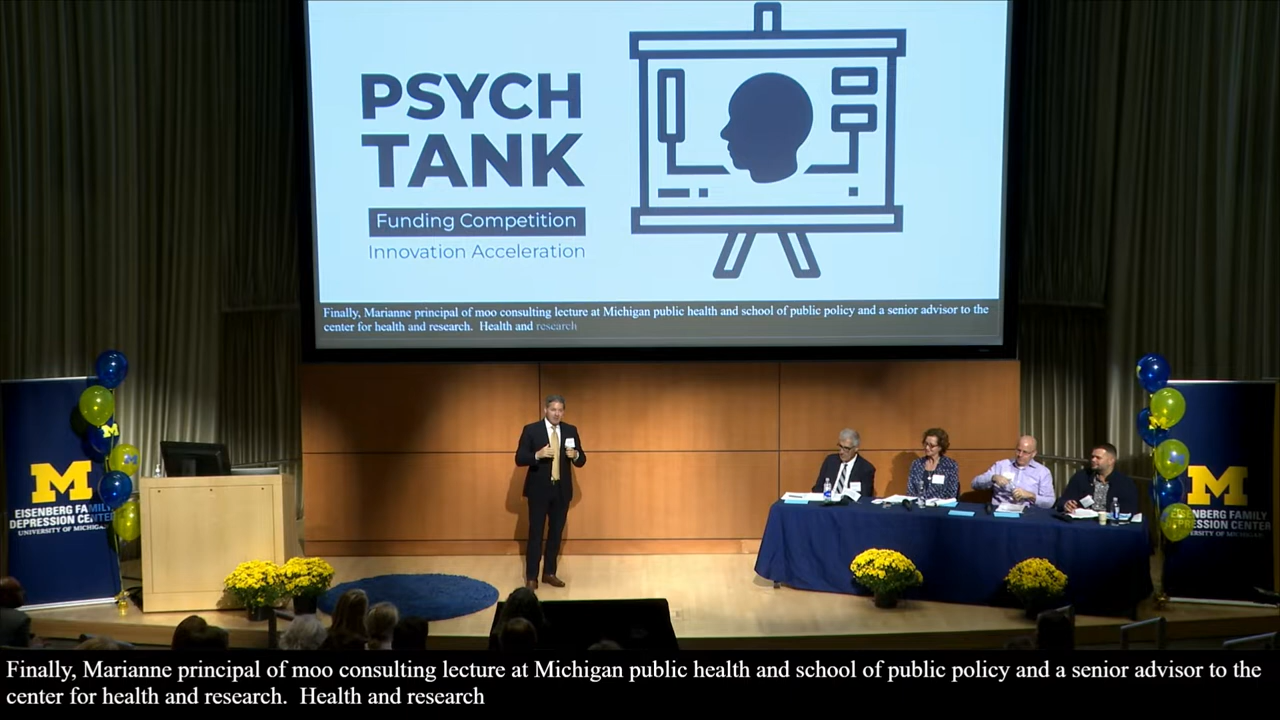 PSYCH
TANK
Funding Competition
Innovation Acceleration
Finally, Marianne principal of moo consulting lecture at Michigan public health and school of public policy and a senior advisor to the
center for health and research.  Health and research
M
EISENBERG FAMILY
DEPRESSION CENTER
UNIVERSITY OF MICHIGAN
M
M
M
EISENBERG FAMILY
DEPRESSION CENTER
UNIVERSITY OF MICHIGAN
Finally, Marianne principal of moo consulting lecture at Michigan public health and school of public policy and a senior advisor to the
center for health and research.  Health and research